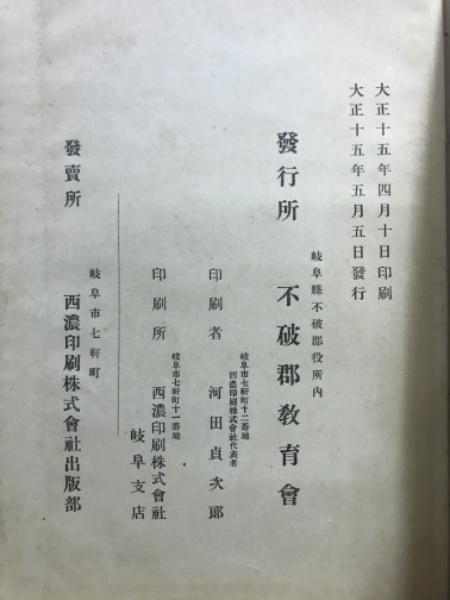 大正十五年四月十日印刷
大正十五年五月五日發行
岐阜縣不破郡役所內
發行所 不破郡敎育會
岐阜市七軒町十二番地
西濃印刷株式會社代表者
印刷者 河田貞次郞
岐阜市七軒町十一番地
印刷所 西濃印刷株式會社
岐阜支店
岐阜市七軒町
發賣所 西濃印刷株式會社出版部